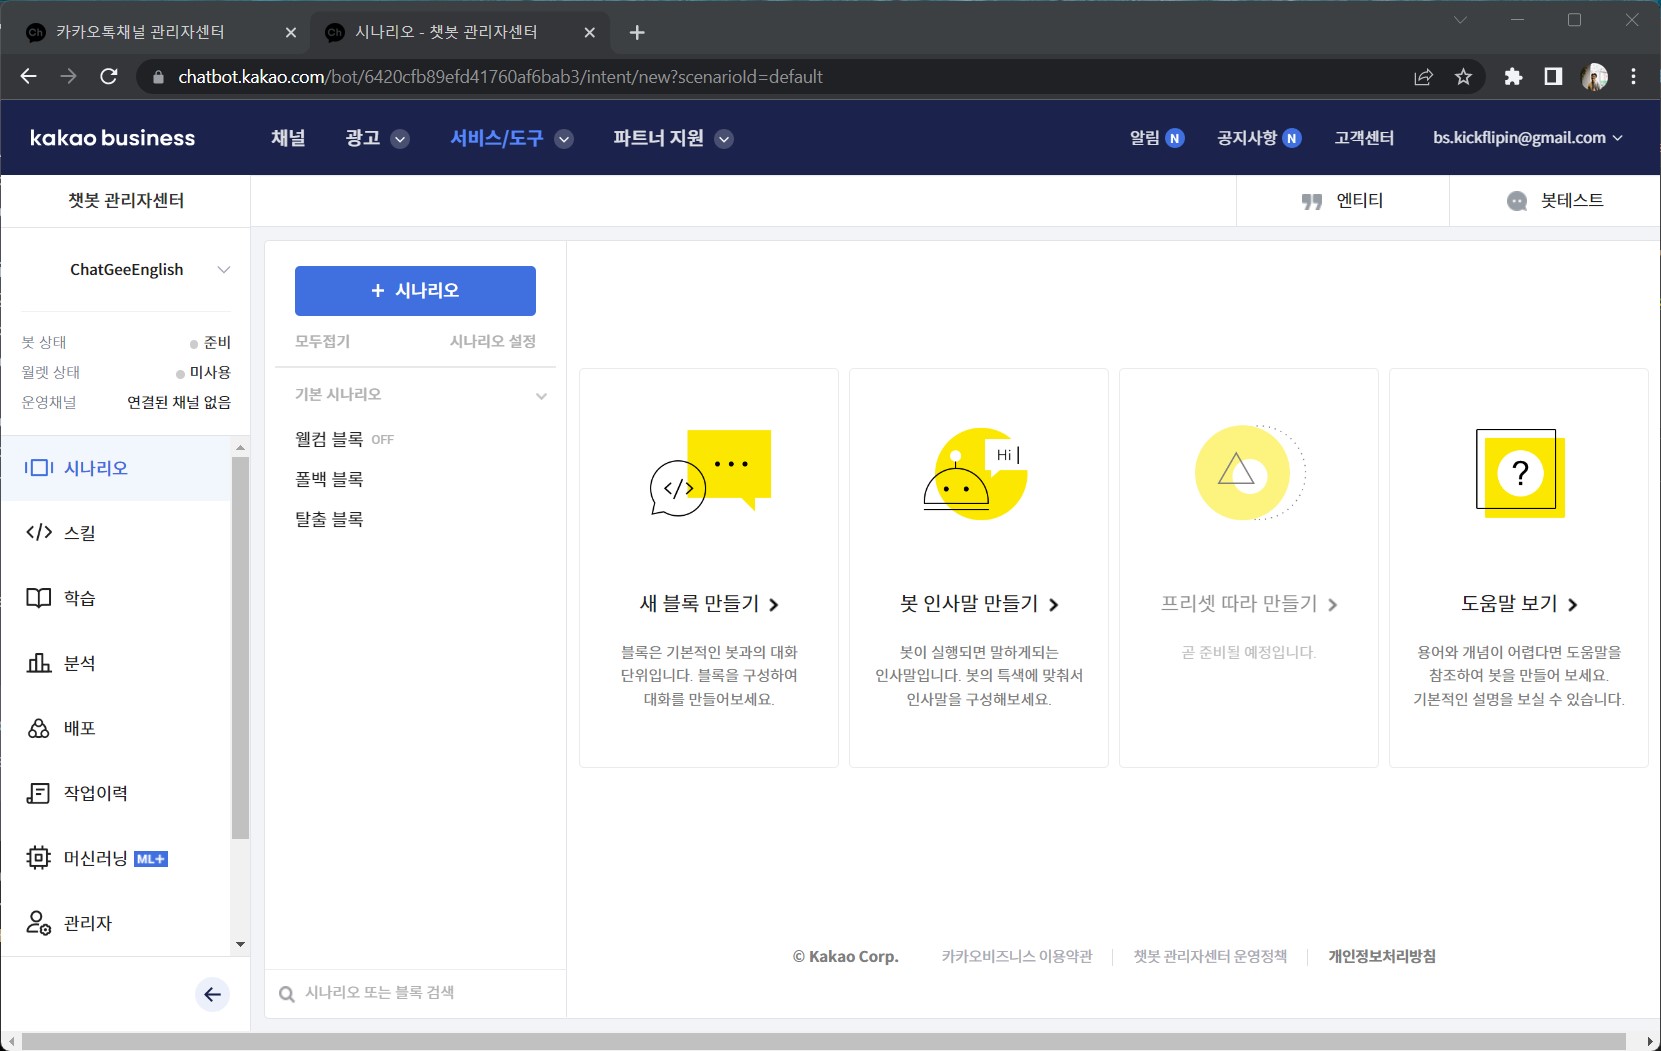 카카오톡채널 관리자센터
시나리오 - 챗봇 관리자센터
chatbot.kakao.com/bot/6420cfb89efd41760af6bab3/intent/new?scenarioId=default
kakao business
채널
광고
서비스/도구
파트너 지원
알림 N
공지사항 N
고객센터
bs.kickflipin@gmail.com
챗봇 관리자센터
엔티티
봇테스트
ChatGeeEnglish
봇 상태 준비
월렛 상태 미사용
운영채널 연결된 채널 없음
시나리오
스킬
학습
분석
배포
작업이력
머신러닝 ML+
관리자
+ 시나리오
모두접기 시나리오 설정
기본 시나리오
웰컴 블록 OFF
폴백 블록
탈출 블록
시나리오 또는 블록 검색
새 블록 만들기
블록은 기본적인 봇과의 대화
단위입니다. 블록을 구성하여
대화를 만들어보세요.
Hi
봇 인사말 만들기
봇이 실행되면 말하게되는
인사말입니다. 봇의 특색에 맞춰서
인사말을 구성해보세요.
프리셋 따라 만들기
곧 준비될 예정입니다.
?
도움말 보기
용어와 개념이 어렵다면 도움말을
참조하여 봇을 만들어 보세요.
기본적인 설명을 보실 수 있습니다.
© Kakao Corp. 카카오비즈니스 이용약관 챗봇 관리자센터 운영정책 개인정보처리방침